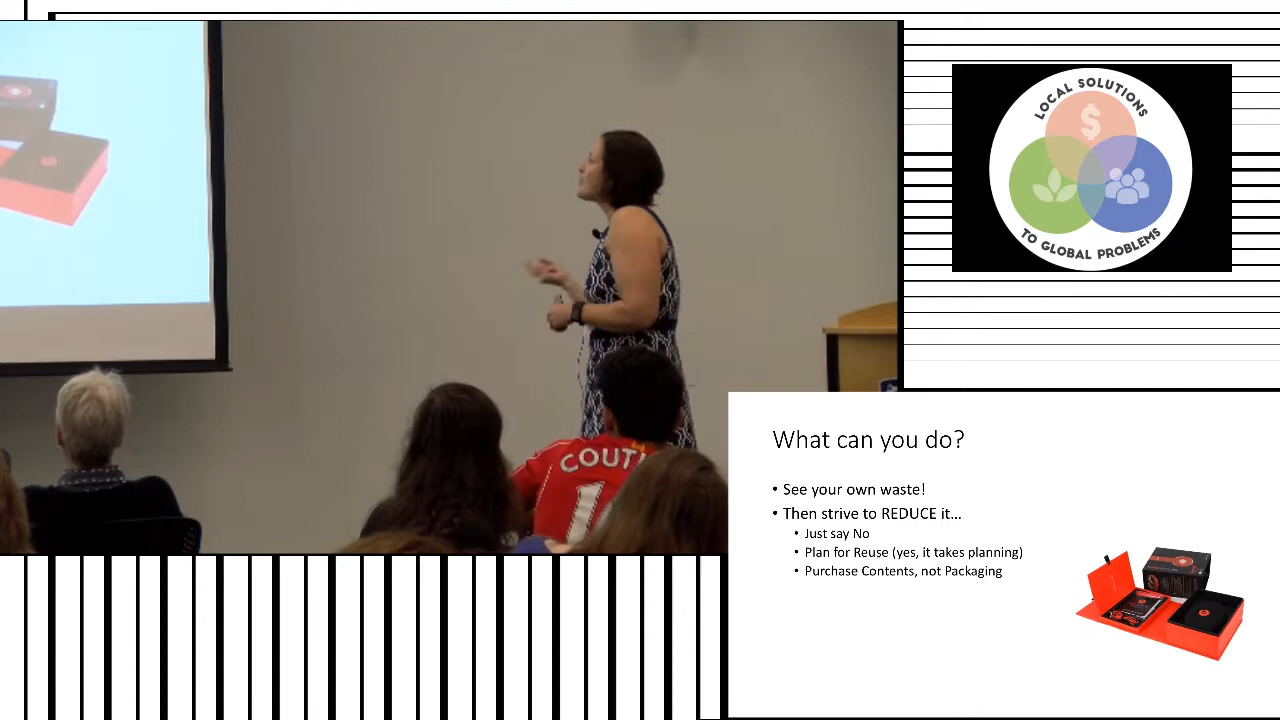 LOCAL SOLUTIONS
$
TO GLOBAL PROBLEMS
COUT
1
What can you do?
• See your own waste!
• Then strive to REDUCE it...
• Just say No
• Plan for Reuse (yes, it takes planning)
• Purchase Contents, not Packaging